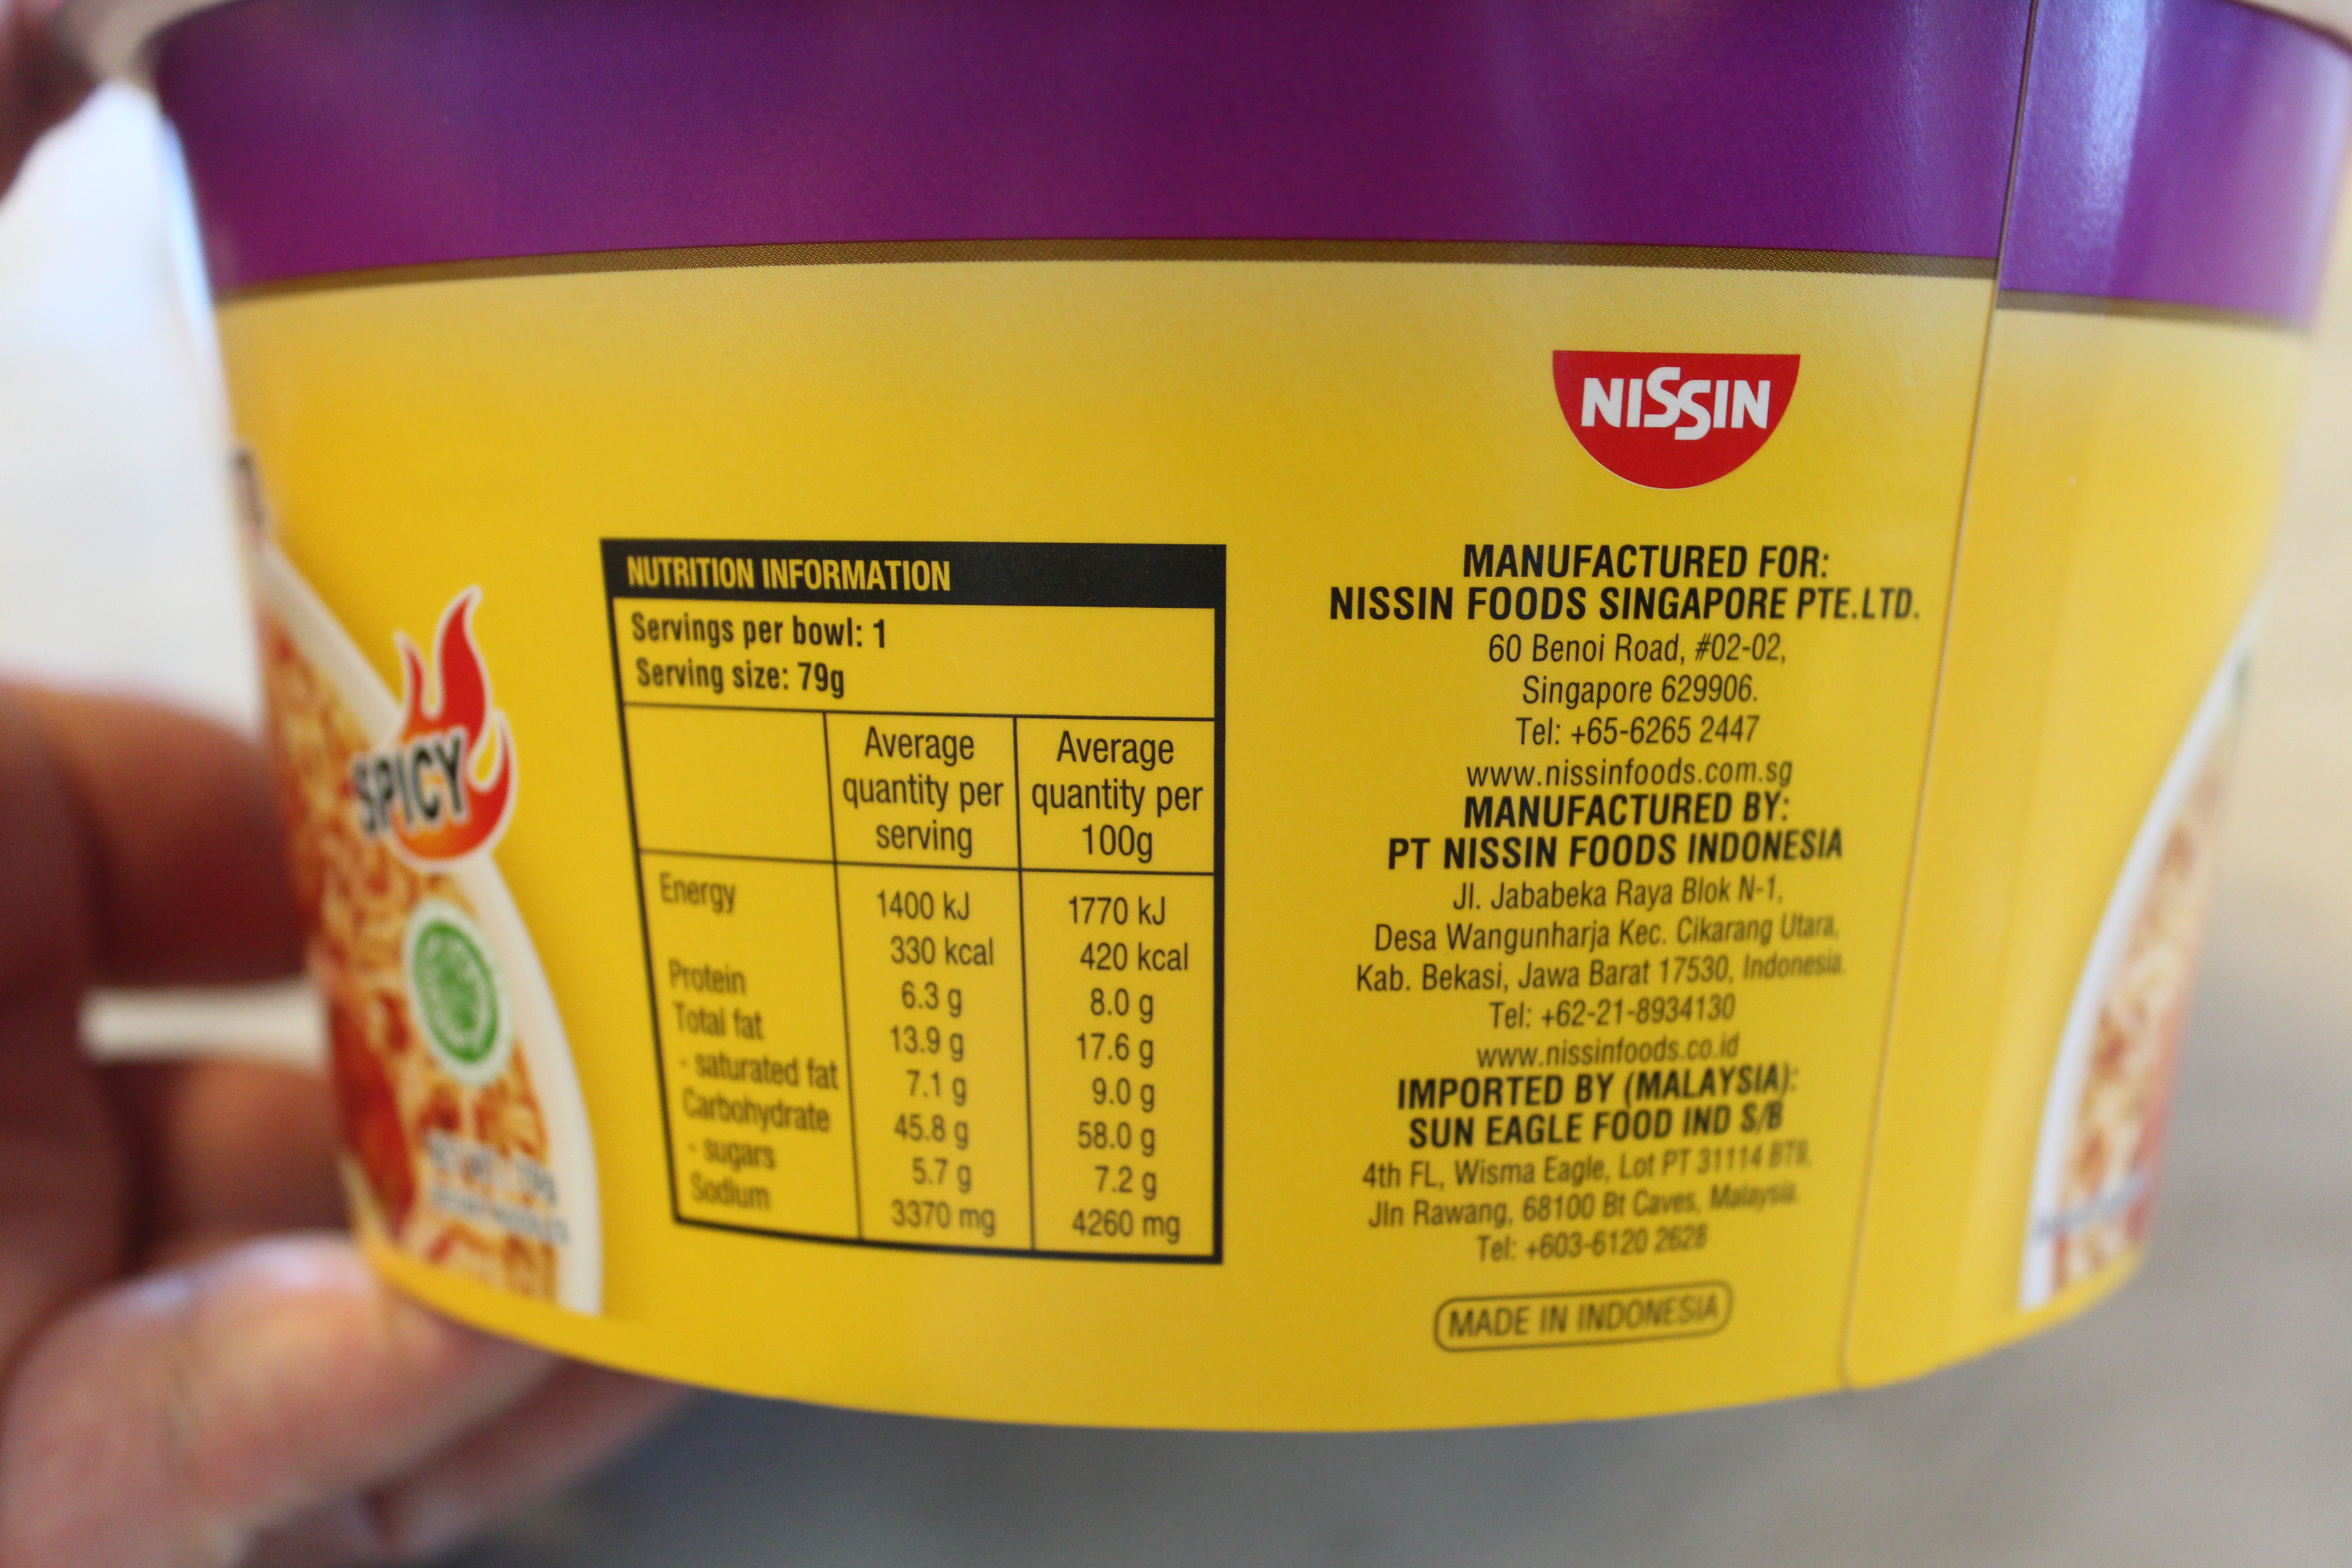 SPICY
NUTRITION INFORMATION
Servings per bowl: 1
Serving size: 79g
Average quantity per serving
Average quantity per 100g
Energy 1400 kJ 1770 kJ
330 kcal 420 kcal
Protein 6.3 g 8.0 g
Total fat 13.9 g 17.6 g
- saturated fat 7.1 g 9.0 g
Carbohydrate 45.8 g 58.0 g
- sugars 5.7 g 7.2 g
Sodium 3370 mg 4260 mg
NISSIN
MANUFACTURED FOR:
NISSIN FOODS SINGAPORE PTE.LTD.
60 Benoi Road, #02-02,
Singapore 629906.
Tel: +65-6265 2447
www.nissinfoods.com.sg
MANUFACTURED BY:
PT NISSIN FOODS INDONESIA
Jl. Jababeka Raya Blok N-1,
Desa Wangunharja Kec. Cikarang Utara,
Kab. Bekasi, Jawa Barat 17530, Indonesia.
Tel: +62-21-8934130
www.nissinfoods.co.id
IMPORTED BY (MALAYSIA):
SUN EAGLE FOOD IND S/B
4th FL, Wisma Eagle, Lot PT 31114 BT9,
Jln Rawang, 68100 Bt Caves, Malaysia.
Tel: +603-6120 2628
MADE IN INDONESIA